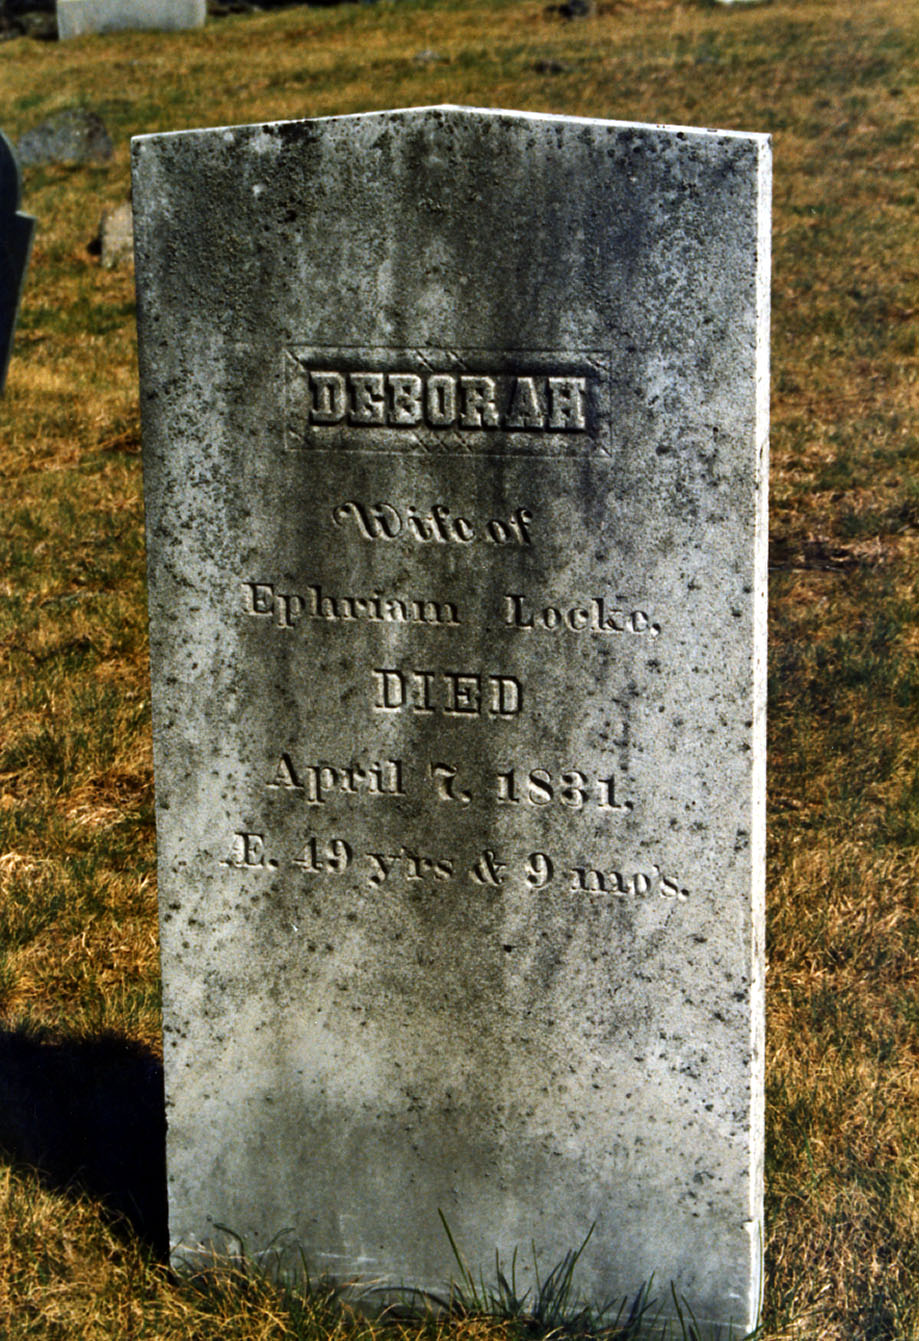 DEBORAH
Wife of
Ephriam Locke,
DIED
April 7, 1831.
Æ. 49 yrs & 9 mo's.